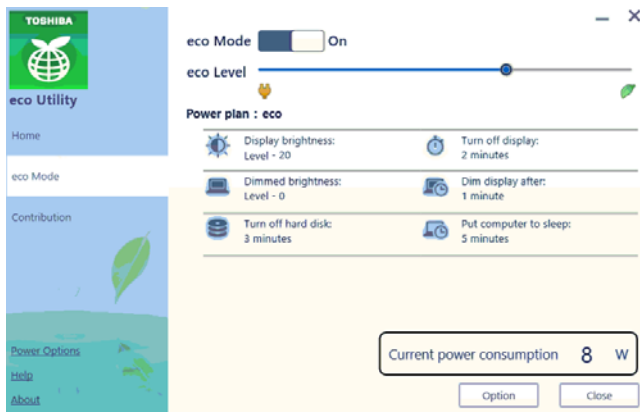 TOSHIBA
eco Utility
Home
eco Mode
Contribution
Power Options
Help
About
eco Mode On
eco Level
Power plan : eco
Display brightness:
Level - 20
Turn off display:
2 minutes
Dimmed brightness:
Level - 0
Dim display after:
1 minute
Turn off hard disk:
3 minutes
Put computer to sleep:
5 minutes
Current power consumption 8 W
Option Close